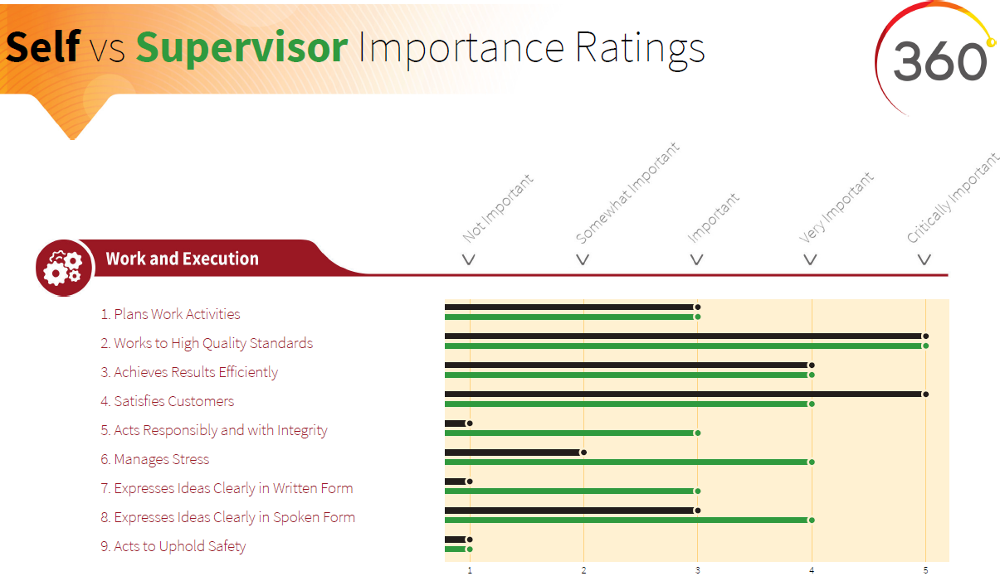 Self vs Supervisor Importance Ratings
360
Not Important
Somewhat Important
Important
Very Important
Critically Important
Work and Execution
1. Plans Work Activities
2. Works to High Quality Standards
3. Achieves Results Efficiently
4. Satisfies Customers
5. Acts Responsibly and with Integrity
6. Manages Stress
7. Expresses Ideas Clearly in Written Form
8. Expresses Ideas Clearly in Spoken Form
9. Acts to Uphold Safety
1 2 3 4 5